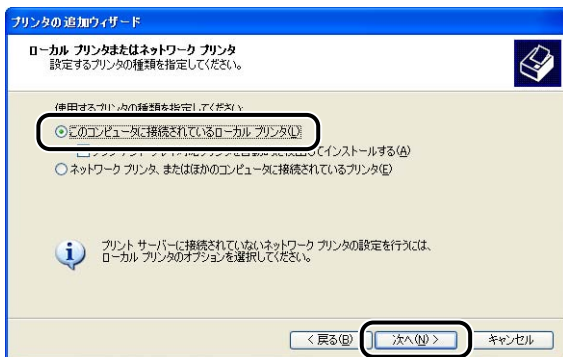 プリンタの追加ウィザード
ローカル プリンタまたはネットワーク プリンタ
設定するプリンタの種類を指定してください。
使用するプリンタの種類を指定してください
このコンピュータに接続されているローカル プリンタ(L)
インストールする(A)
ネットワーク プリンタ、またはほかのコンピュータに接続されているプリンタ(E)
プリント サーバーに接続されていないネットワーク プリンタの設定を行うには、
ローカル プリンタのオプションを選択してください。
< 戻る(B)
次へ(N) >
キャンセル